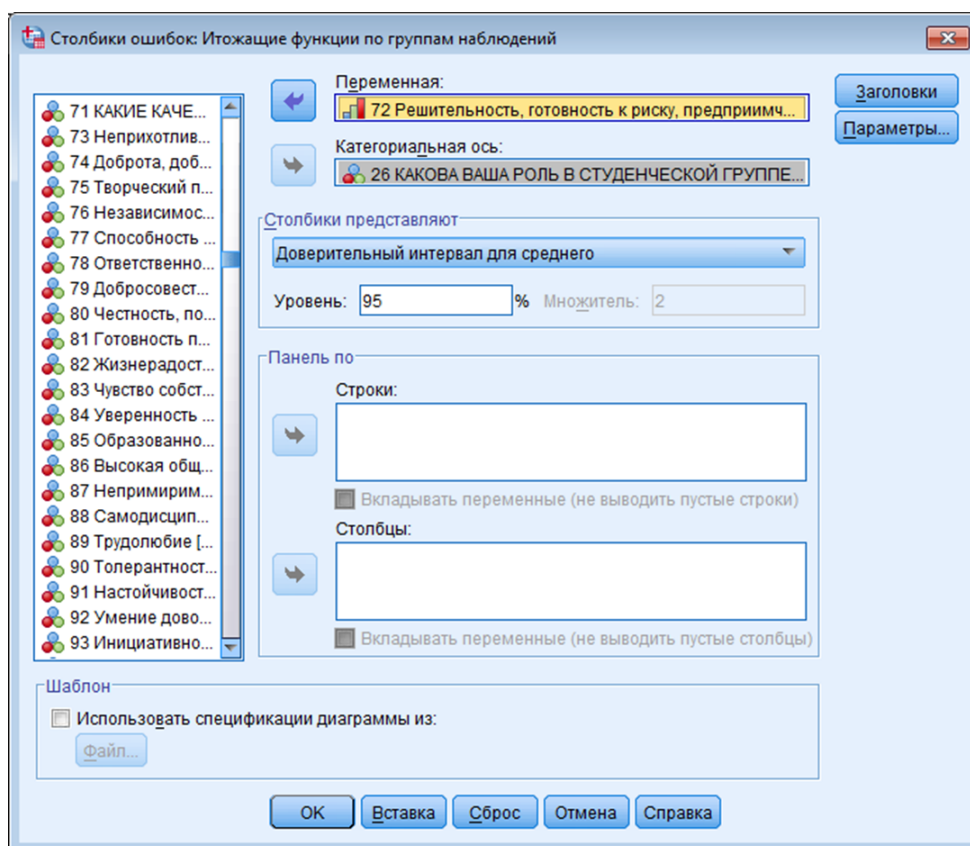 Столбики ошибок: Итожащие функции по группам наблюдений
71 КАКИЕ КАЧЕ...
73 Неприхотлив...
74 Доброта, доб...
75 Творческий п...
76 Независимос...
77 Способность ...
78 Ответственно...
79 Добросовест...
80 Честность, по...
81 Готовность п...
82 Жизнерадост...
83 Чувство собст...
84 Уверенность ...
85 Образованно...
86 Высокая общ...
87 Непримирим...
88 Самодисцип...
89 Трудолюбие [...
90 Толерантност...
91 Настойчивост...
92 Умение дово...
93 Инициативно...
Переменная:
72 Решительность, готовность к риску, предприимч...
Категориальная ось:
26 КАКОВА ВАША РОЛЬ В СТУДЕНЧЕСКОЙ ГРУППЕ...
Столбики представляют
Доверительный интервал для среднего
Уровень: 95 % Множитель: 2
Панель по
Строки:
Вкладывать переменные (не выводить пустые строки)
Столбцы:
Вкладывать переменные (не выводить пустые столбцы)
Заголовки
Параметры...
Шаблон
Использовать спецификации диаграммы из:
Файл...
OK Вставка Сброс Отмена Справка